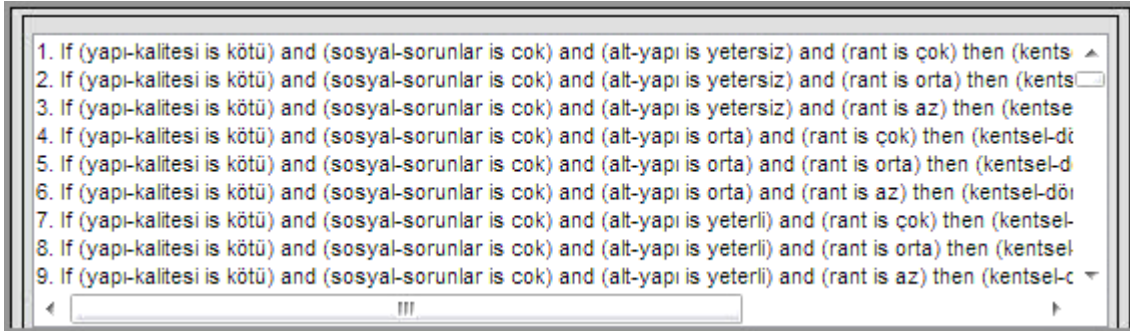 1. If (yapı-kalitesi is kötü) and (sosyal-sorunlar is cok) and (alt-yapı is yetersiz) and (rant is çok) then (kents
2. If (yapı-kalitesi is kötü) and (sosyal-sorunlar is cok) and (alt-yapı is yetersiz) and (rant is orta) then (kents
3. If (yapı-kalitesi is kötü) and (sosyal-sorunlar is cok) and (alt-yapı is yetersiz) and (rant is az) then (kentse
4. If (yapı-kalitesi is kötü) and (sosyal-sorunlar is cok) and (alt-yapı is orta) and (rant is çok) then (kentsel-dö
5. If (yapı-kalitesi is kötü) and (sosyal-sorunlar is cok) and (alt-yapı is orta) and (rant is orta) then (kentsel-d
6. If (yapı-kalitesi is kötü) and (sosyal-sorunlar is cok) and (alt-yapı is orta) and (rant is az) then (kentsel-dön
7. If (yapı-kalitesi is kötü) and (sosyal-sorunlar is cok) and (alt-yapı is yeterli) and (rant is çok) then (kentsel-
8. If (yapı-kalitesi is kötü) and (sosyal-sorunlar is cok) and (alt-yapı is yeterli) and (rant is orta) then (kentsel
9. If (yapı-kalitesi is kötü) and (sosyal-sorunlar is cok) and (alt-yapı is yeterli) and (rant is az) then (kentsel-d